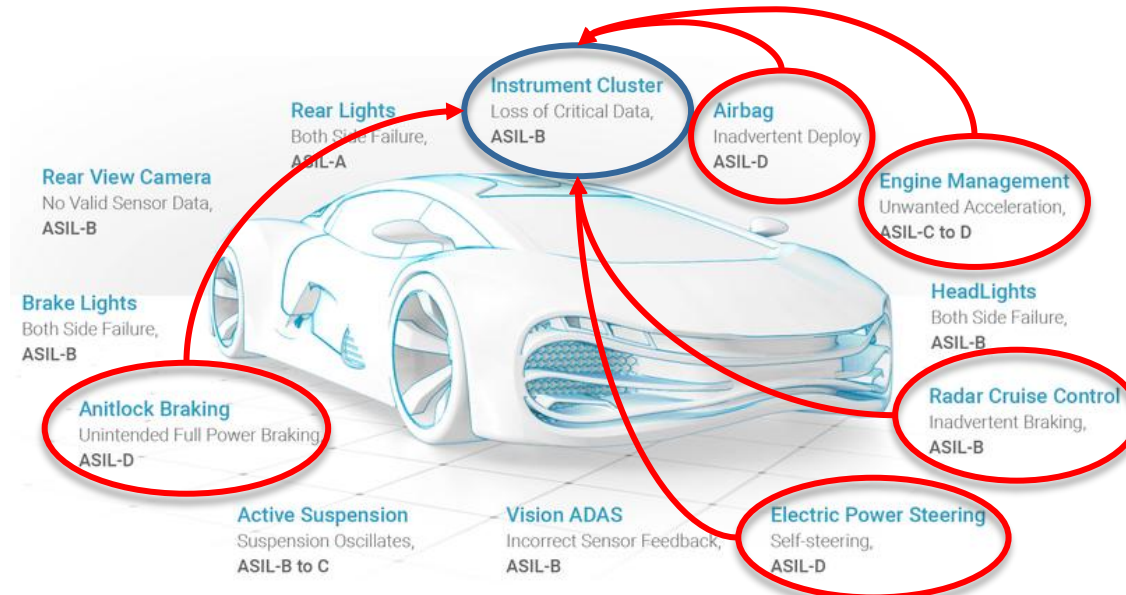 Instrument Cluster
Loss of Critical Data,
ASIL-B
Rear Lights
Both Side Failure,
ASIL-A
Airbag
Inadvertent Deploy
ASIL-D
Rear View Camera
No Valid Sensor Data,
ASIL-B
Engine Management
Unwanted Acceleration,
ASIL-C to D
Brake Lights
Both Side Failure,
ASIL-B
HeadLights
Both Side Failure,
ASIL-B
Anitlock Braking
Unintended Full Power Braking
ASIL-D
Radar Cruise Control
Inadvertent Braking,
ASIL-B
Active Suspension
Suspension Oscillates,
ASIL-B to C
Vision ADAS
Incorrect Sensor Feedback,
ASIL-B
Electric Power Steering
Self-steering,
ASIL-D